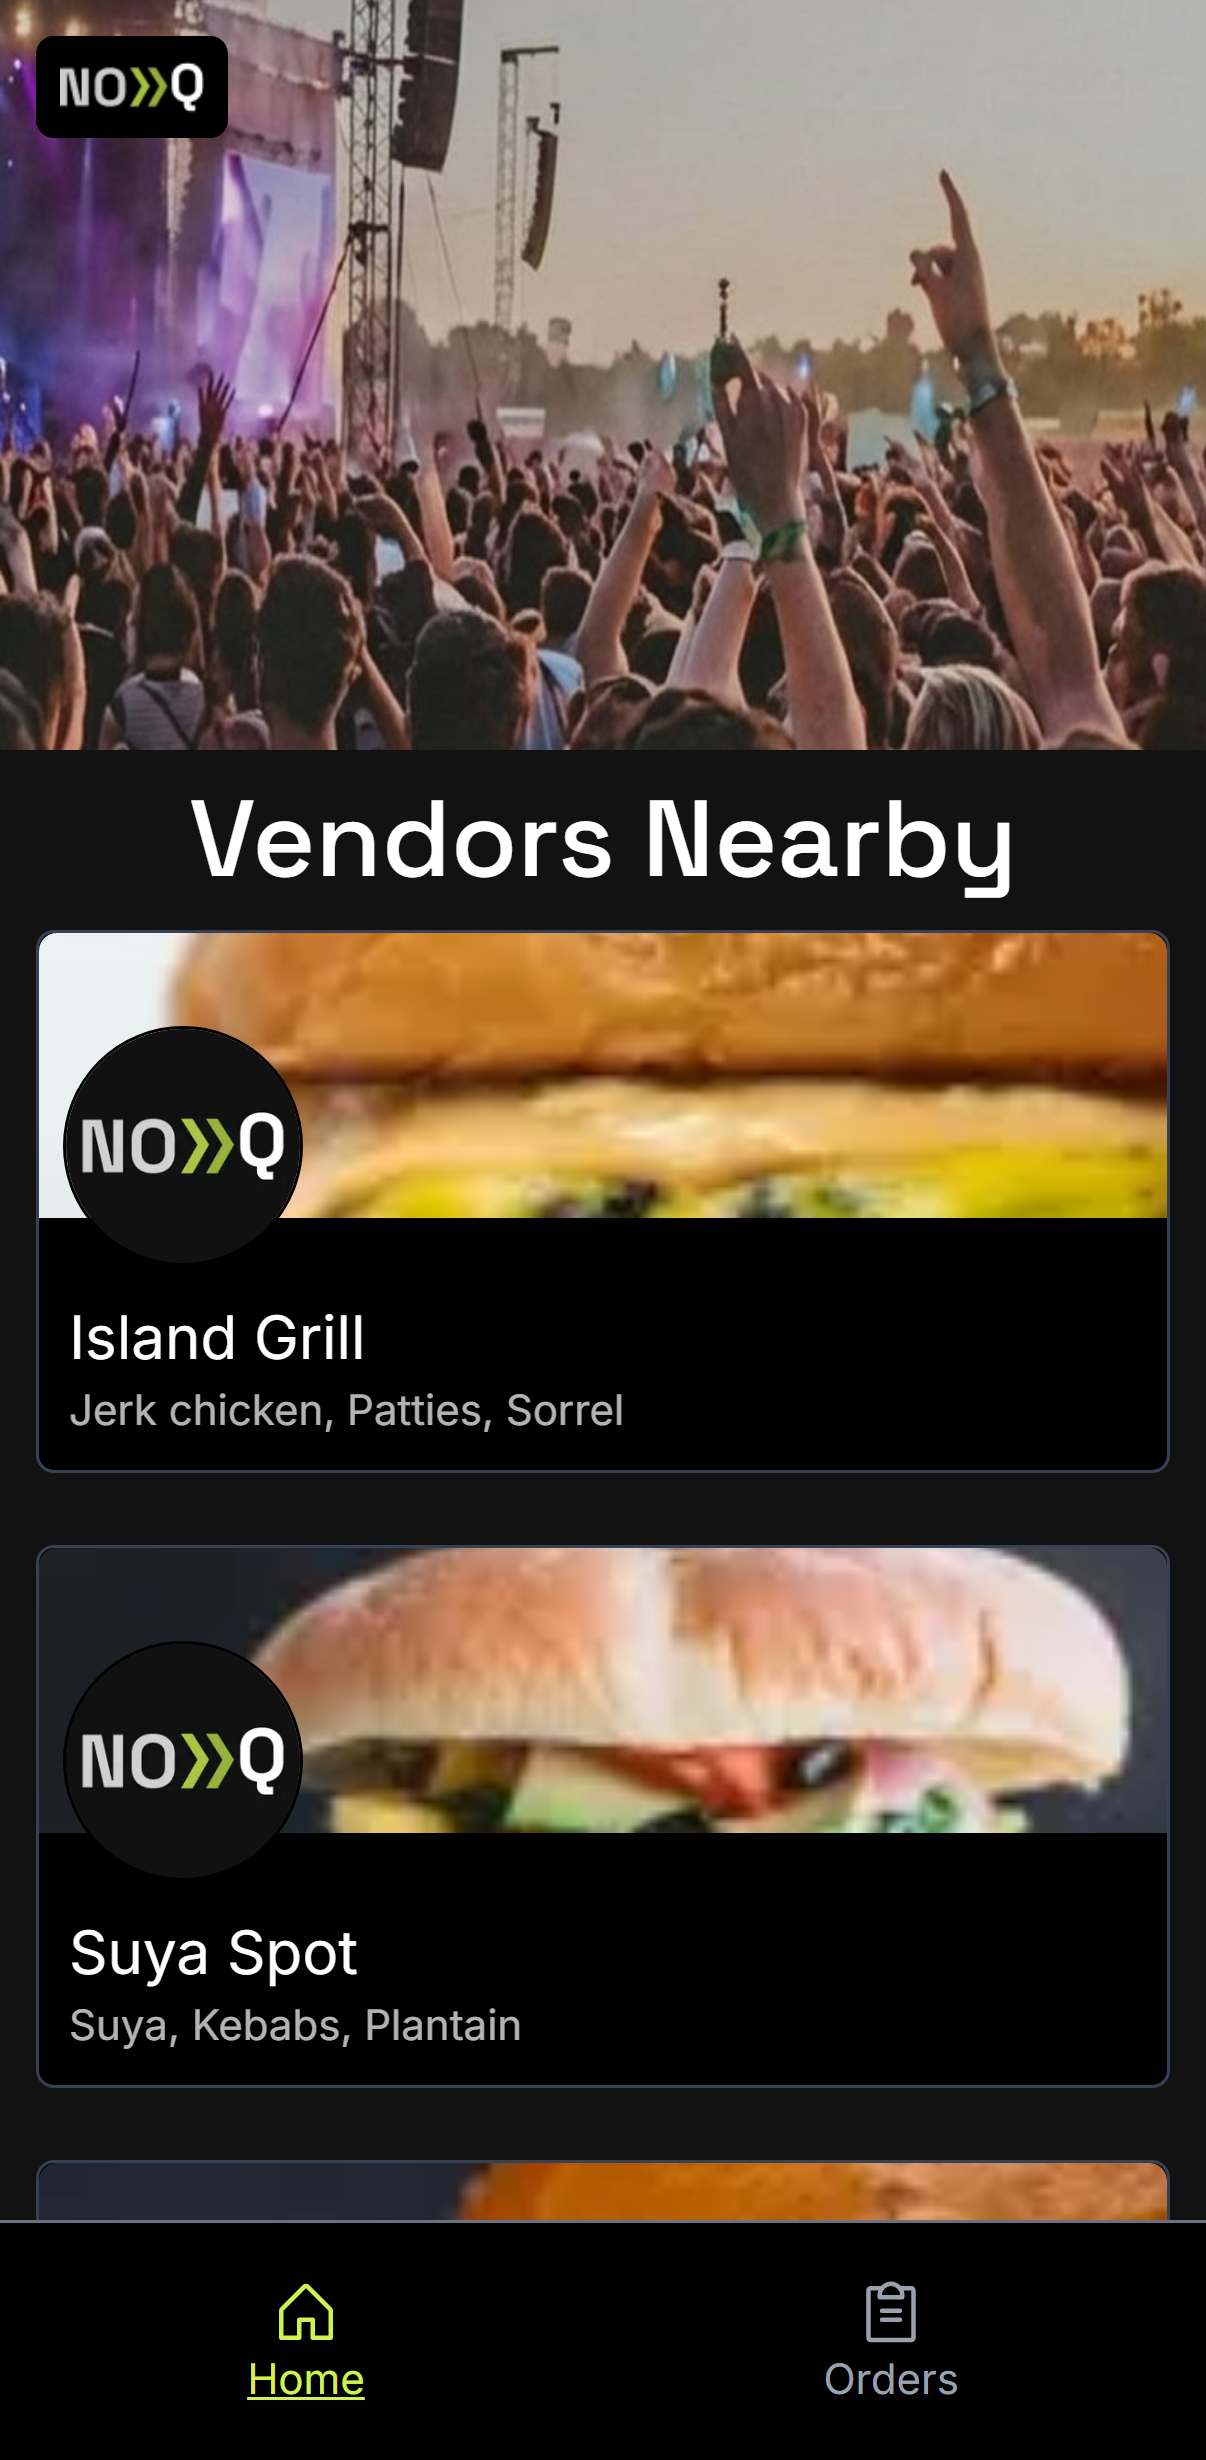 NO»Q
Vendors Nearby
NO»Q
Island Grill
Jerk chicken, Patties, Sorrel
NO»Q
Suya Spot
Suya, Kebabs, Plantain
Home
Orders